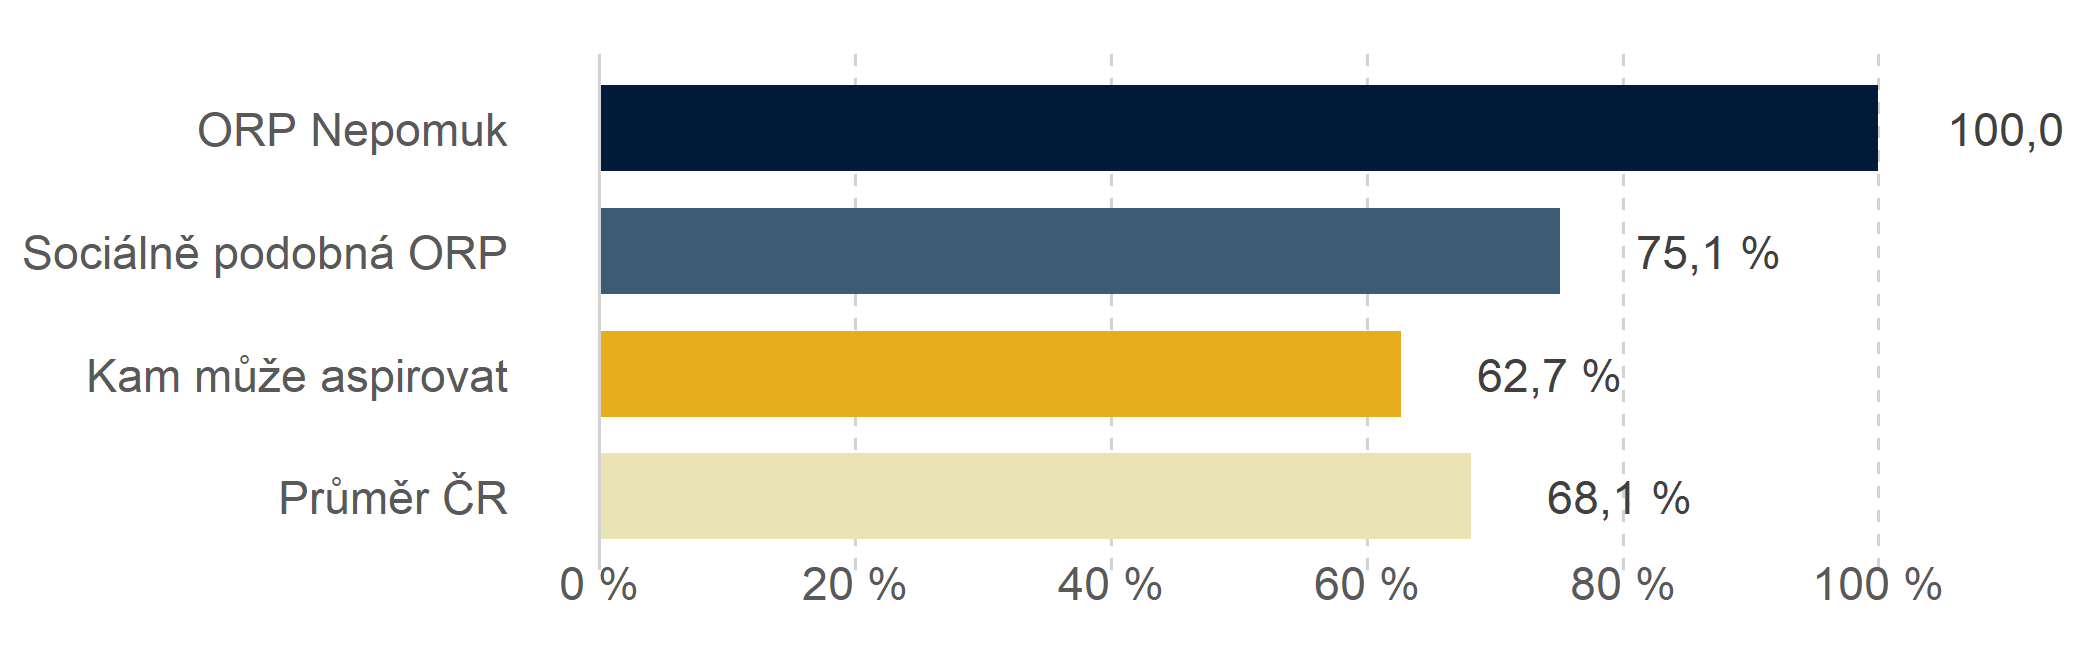 ORP Nepomuk 100,0
Sociálně podobná ORP 75,1 %
Kam může aspirovat 62,7 %
Průměr ČR 68,1 %
0 % 20 % 40 % 60 % 80 % 100 %